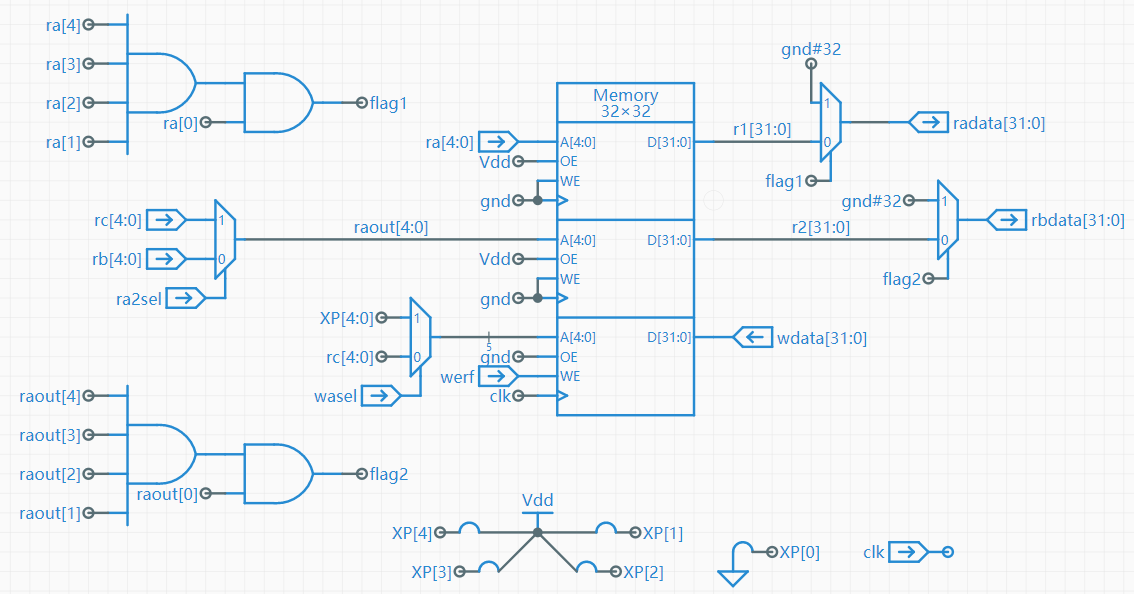 ra[4]
ra[3]
ra[2]
ra[1]
ra[0]
flag1
rc[4:0]
rb[4:0]
ra2sel
1
0
raout[4:0]
XP[4:0]
rc[4:0]
wasel
1
0
5
Memory
32×32
ra[4:0]
Vdd
gnd
A[4:0]
OE
WE
D[31:0]
Vdd
gnd
A[4:0]
OE
WE
D[31:0]
gnd
werf
clk
A[4:0]
OE
WE
D[31:0]
r1[31:0]
gnd#32
1
0
flag1
radata[31:0]
r2[31:0]
gnd#32
1
0
flag2
rbdata[31:0]
wdata[31:0]
raout[4]
raout[3]
raout[2]
raout[1]
raout[0]
flag2
Vdd
XP[4]
XP[1]
XP[3]
XP[2]
XP[0]
clk